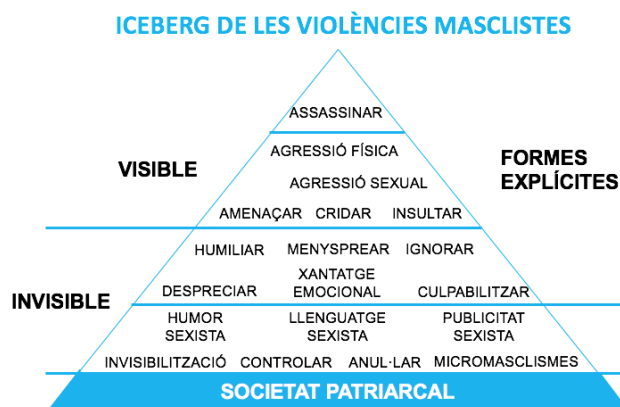 ICEBERG DE LES VIOLÈNCIES MASCLISTES
ASSASSINAR
AGRESSIÓ FÍSICA
VISIBLE
FORMES
EXPLÍCITES
AGRESSIÓ SEXUAL
AMENAÇAR CRIDAR INSULTAR
HUMILIAR MENYSPREAR IGNORAR
INVISIBLE
DESPRECIAR
XANTATGE
EMOCIONAL
CULPABILITZAR
HUMOR
SEXISTA
LLENGUATGE
SEXISTA
PUBLICITAT
SEXISTA
INVISIBILITZACIÓ CONTROLAR ANUL·LAR MICROMASCLISMES
SOCIETAT PATRIARCAL